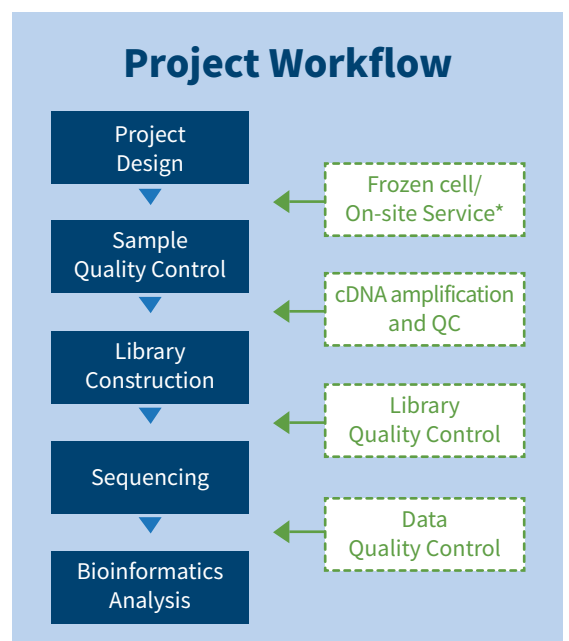 Project Workflow
Project
Design
Frozen cell/
On-site Service*
Sample
Quality Control
cDNA amplification
and QC
Library
Construction
Library
Quality Control
Sequencing
Data
Quality Control
Bioinformatics
Analysis